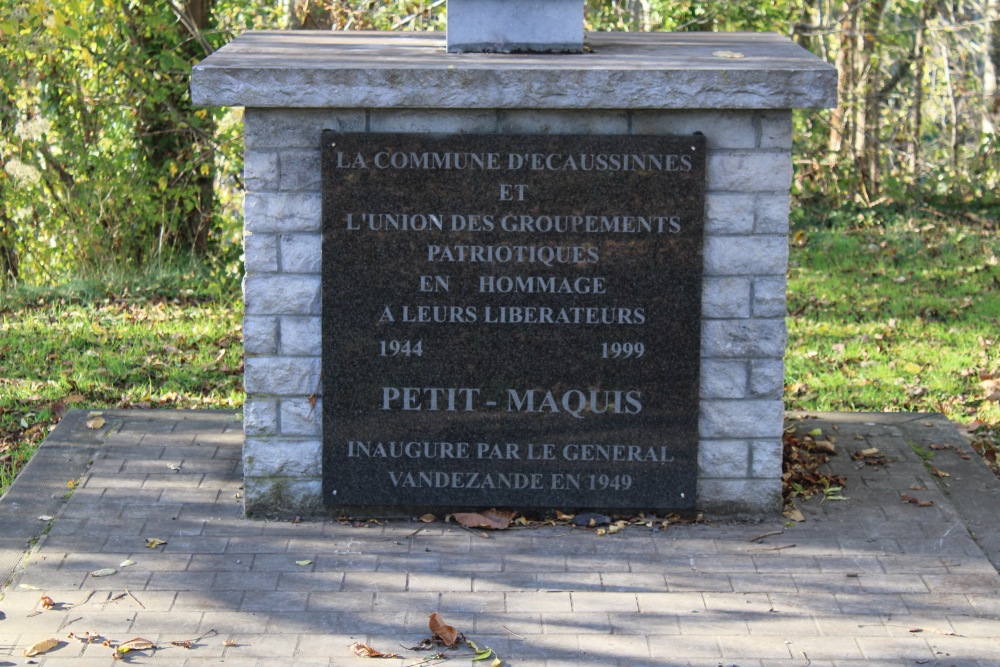 LA COMMUNE D'ECAUSSINNES
ET
L'UNION DES GROUPEMENTS
PATRIOTIQUES
EN HOMMAGE
A LEURS LIBERATEURS
1944 1999
PETIT - MAQUIS
INAUGURE PAR LE GENERAL
VANDEZANDE EN 1949